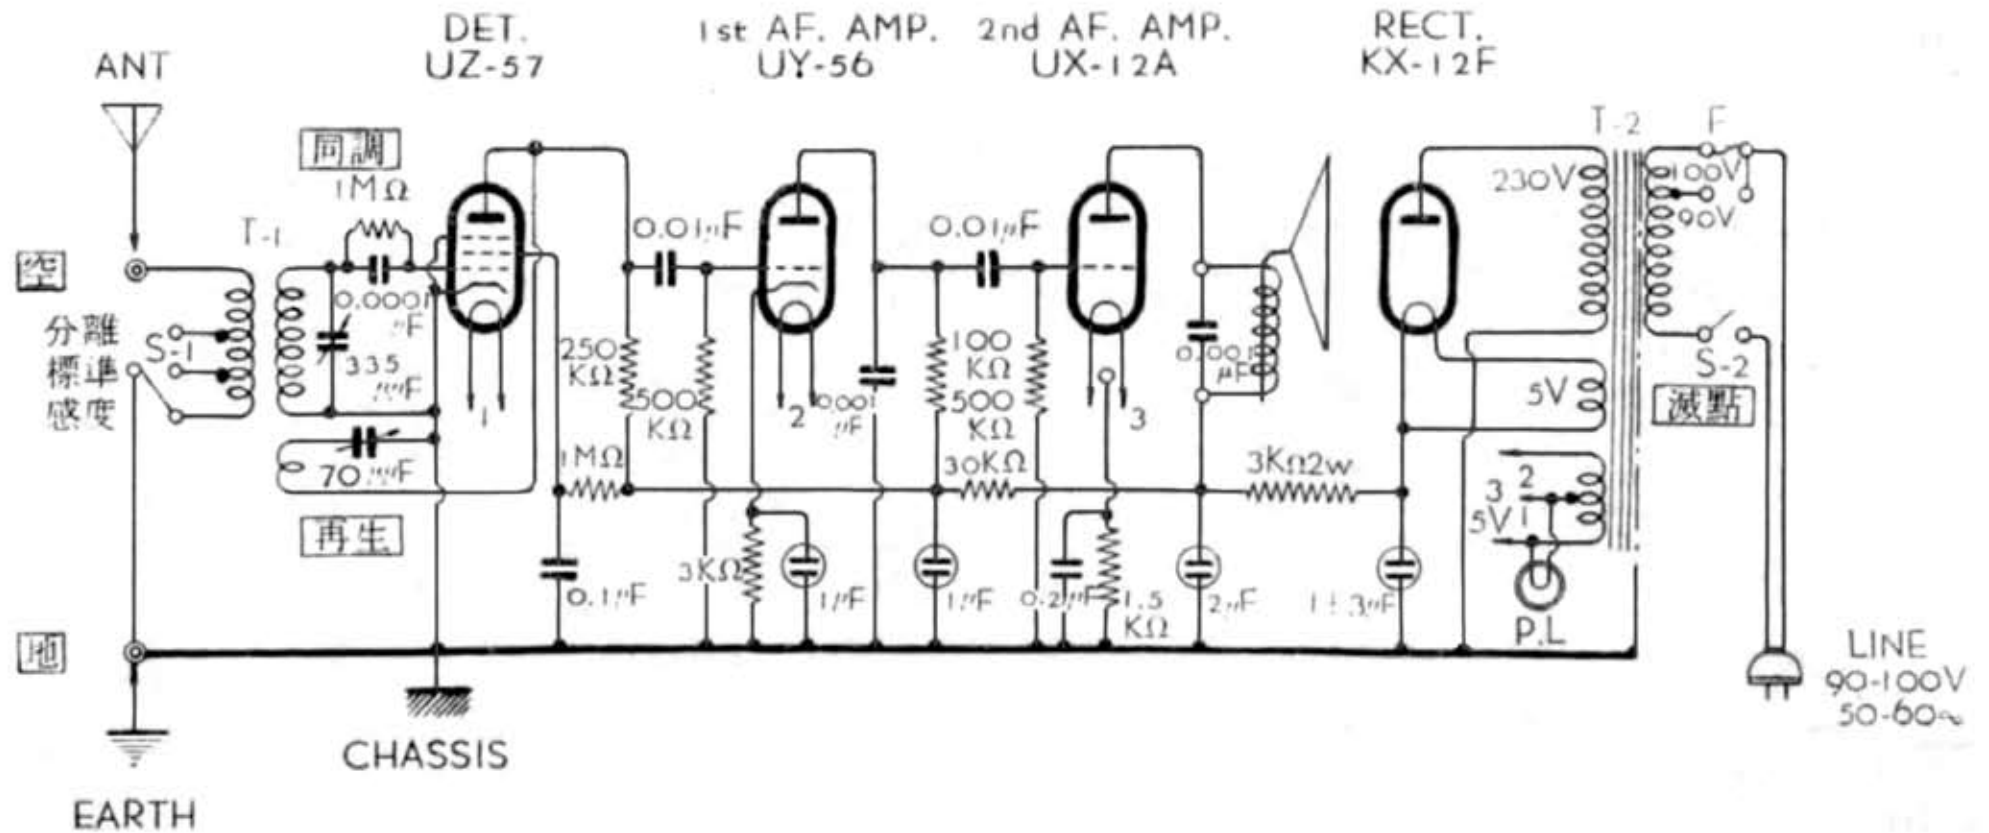 DET.
UZ-57
1st AF. AMP.
UY-56
2nd AF. AMP.
UX-12A
RECT.
KX-12F
ANT
同調
1MΩ
T-1
0.0001
μF
335
μμF
空
分離
標準
感度
S-1
70μμF
再生
地
EARTH
CHASSIS
1
0.01μF
250
KΩ
500
KΩ
1MΩ
0.1μF
2
0.001
μF
3KΩ
1μF
0.01μF
100
KΩ
500
KΩ
30KΩ
1μF
0.2μF
1.5
KΩ
3
0.001
μF
2μF
3KΩ2w
230V
5V
3
2
5V
1
P.L
T-2
F
100V
90V
S-2
滅點
LINE
90-100V
50-60~